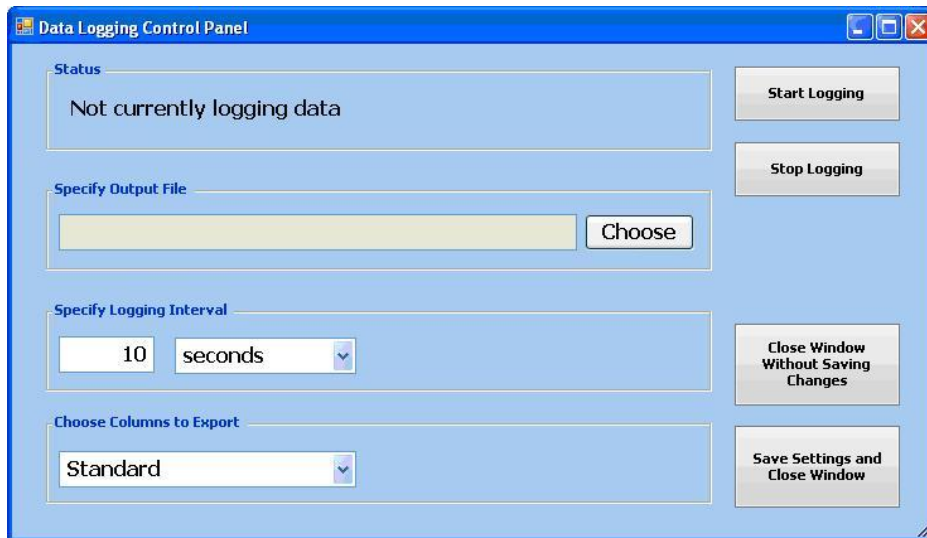 Data Logging Control Panel
Status
Not currently logging data
Start Logging
Stop Logging
Specify Output File
Choose
Specify Logging Interval
10 seconds
Close Window
Without Saving
Changes
Choose Columns to Export
Standard
Save Settings and
Close Window